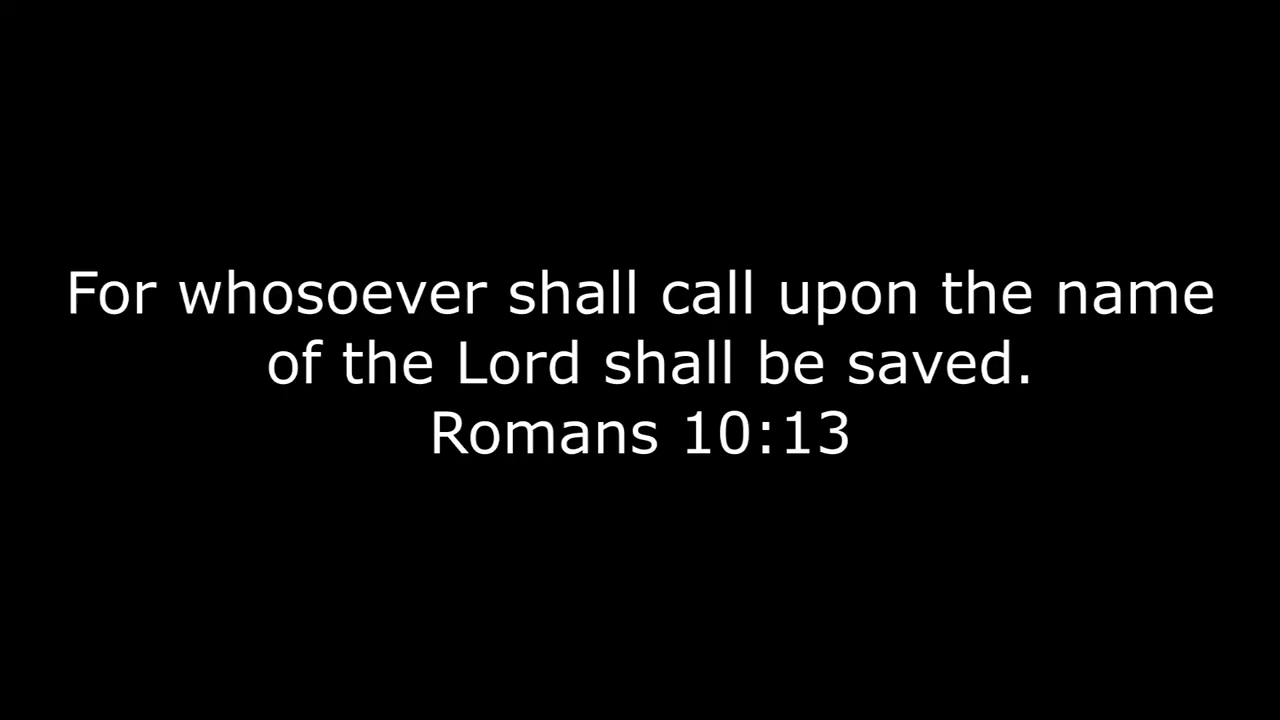 For whosoever shall call upon the name
of the Lord shall be saved.
Romans 10:13